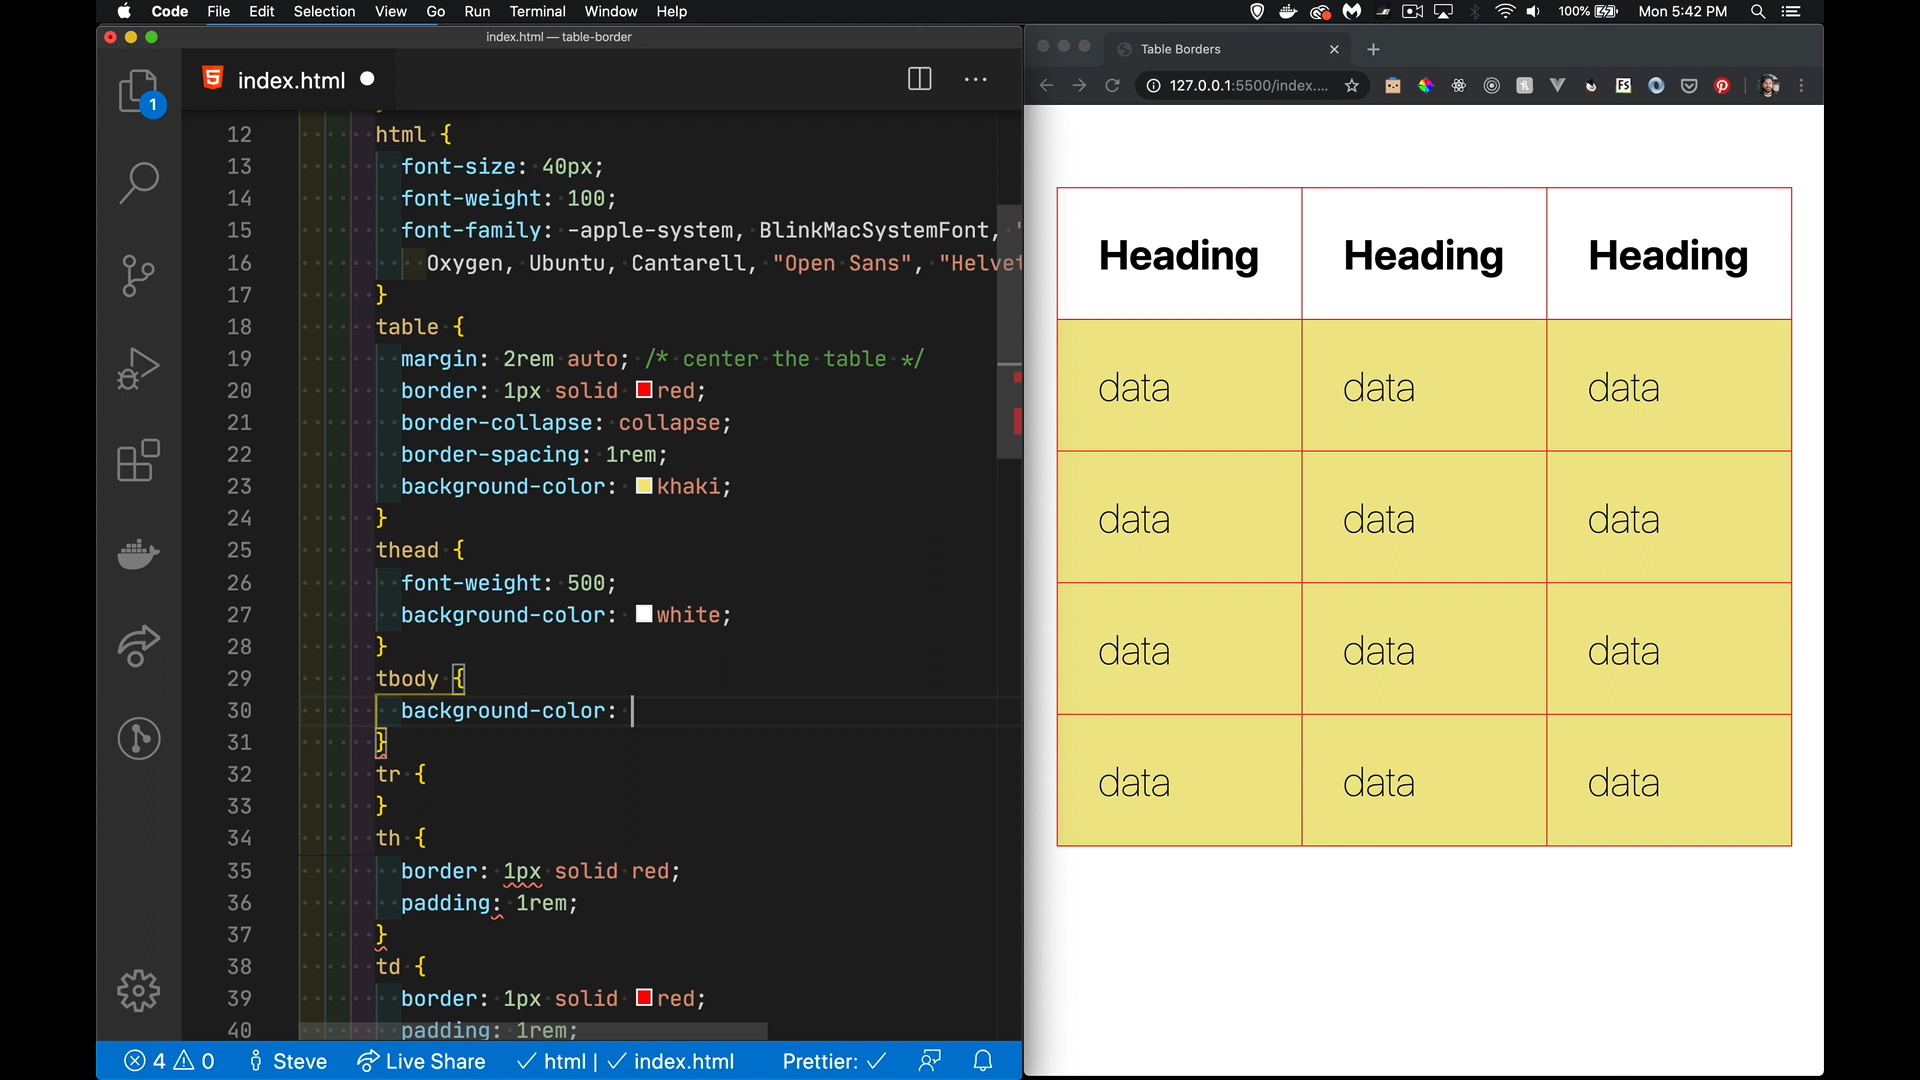 Code File Edit Selection View Go Run Terminal Window Help
100% Mon 5:42 PM
index.html — table-border
index.html
1
12 html {
13 font-size: 40px;
14 font-weight: 100;
15 font-family: -apple-system, BlinkMacSystemFont, '
16 Oxygen, Ubuntu, Cantarell, "Open Sans", "Helvet
17 }
18 table {
19 margin: 2rem auto; /* center the table */
20 border: 1px solid red;
21 border-collapse: collapse;
22 border-spacing: 1rem;
23 background-color: khaki;
24 }
25 thead {
26 font-weight: 500;
27 background-color: white;
28 }
29 tbody {
30 background-color:
31 }
32 tr {
33 }
34 th {
35 border: 1px solid red;
36 padding: 1rem;
37 }
38 td {
39 border: 1px solid red;
40 padding: 1rem;
4 0 Steve Live Share html | index.html Prettier:
Table Borders
127.0.0.1:5500/index....
Heading Heading Heading
data data data
data data data
data data data
data data data